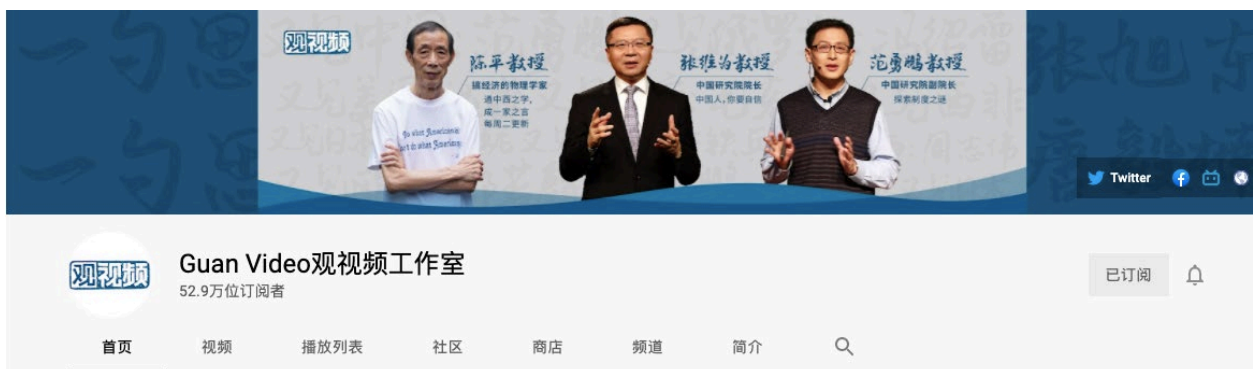 观视频
陈平教授
搞经济的物理学家
通中西之学,
成一家之言
每周二更新
张维为教授
中国研究院院长
中国人,你要自信
范勇鹏教授
中国研究院副院长
探索制度之谜
Twitter
观视频
Guan Video观视频工作室
52.9万位订阅者
已订阅
首页 视频 播放列表 社区 商店 频道 简介